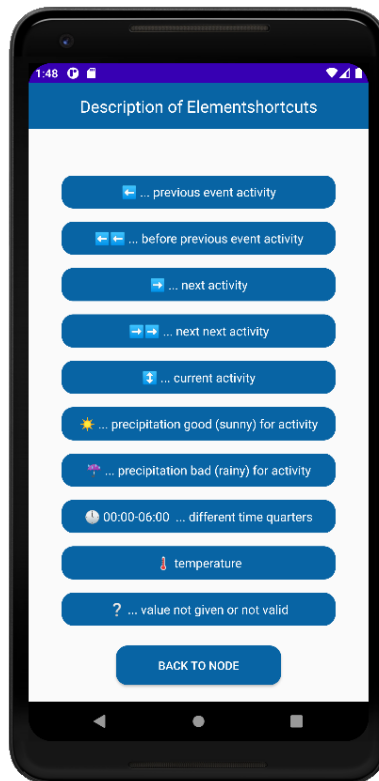 1:48
Description of Elementshortcuts
⬅️ ... previous event activity
⬅️⬅️ ... before previous event activity
➡️ ... next activity
➡️➡️ ... next next activity
↕️ ... current activity
☀️ ... precipitation good (sunny) for activity
☔ ... precipitation bad (rainy) for activity
🕛 00:00-06:00 ... different time quarters
🌡️ temperature
❔ ... value not given or not valid
BACK TO NODE